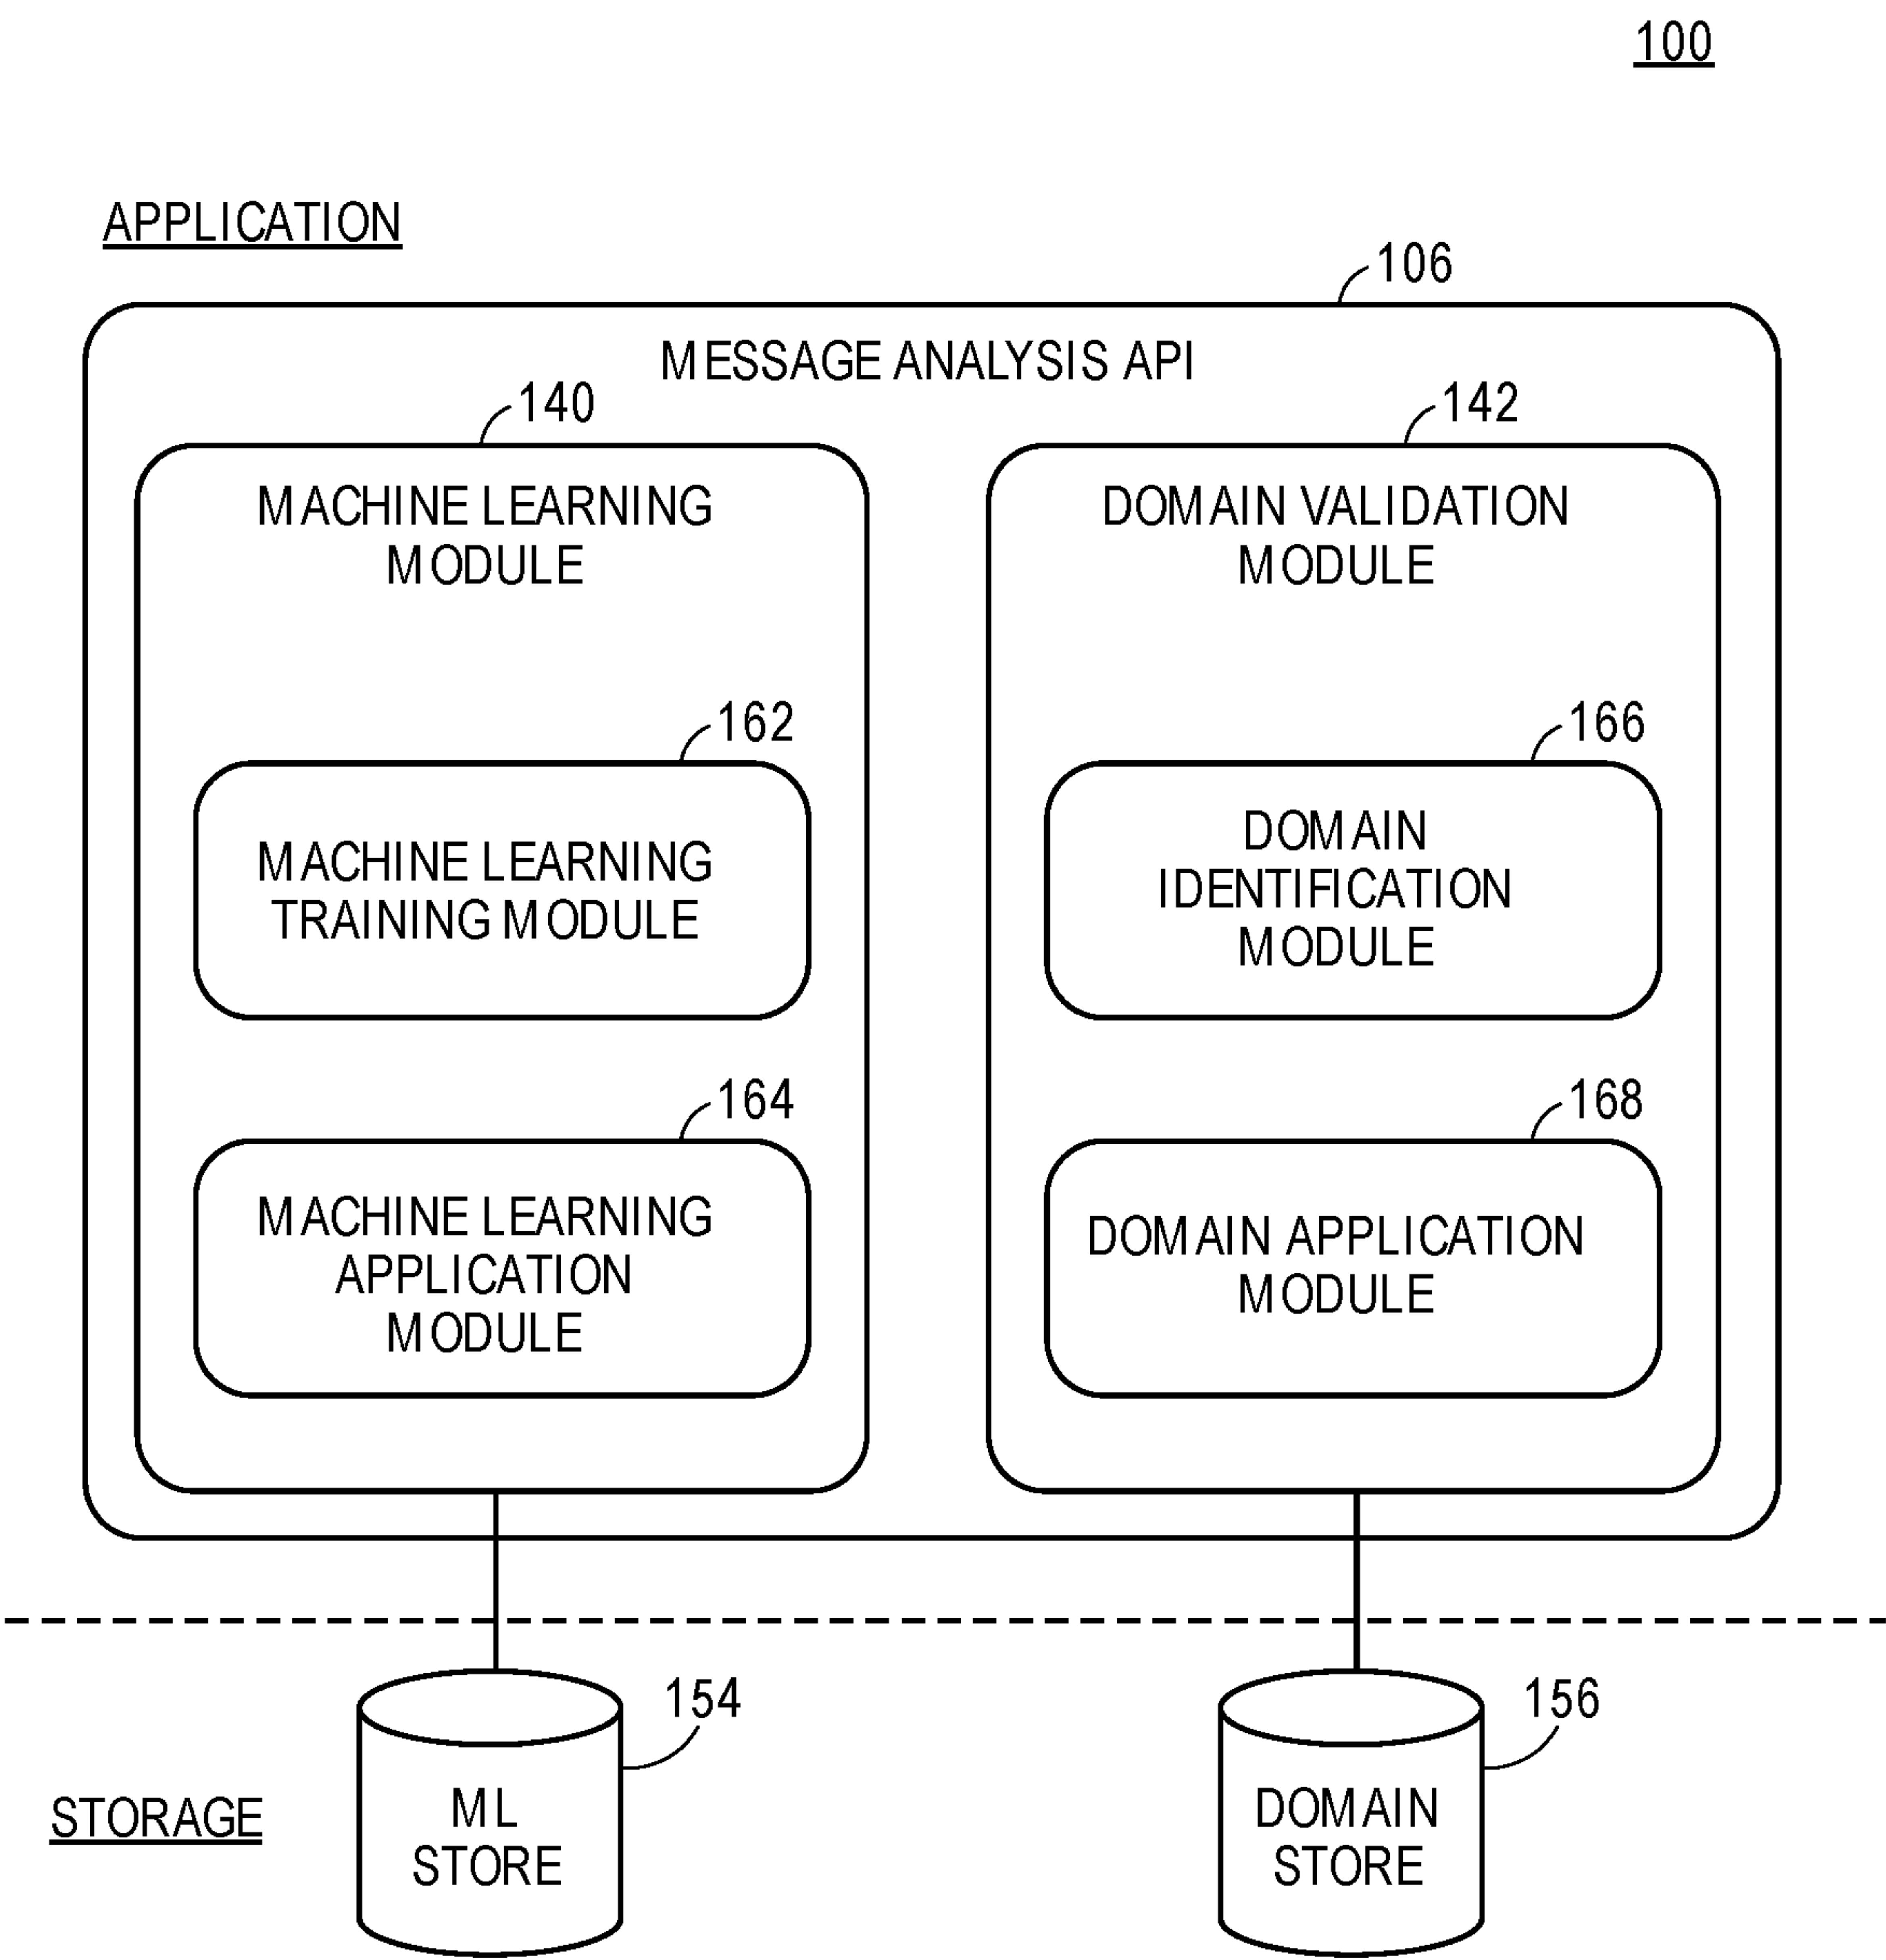 100
APPLICATION
106
MESSAGE ANALYSIS API
140
MACHINE LEARNING
MODULE
162
MACHINE LEARNING
TRAINING MODULE
164
MACHINE LEARNING
APPLICATION
MODULE
142
DOMAIN VALIDATION
MODULE
166
DOMAIN
IDENTIFICATION
MODULE
168
DOMAIN APPLICATION
MODULE
STORAGE
154
ML
STORE
156
DOMAIN
STORE